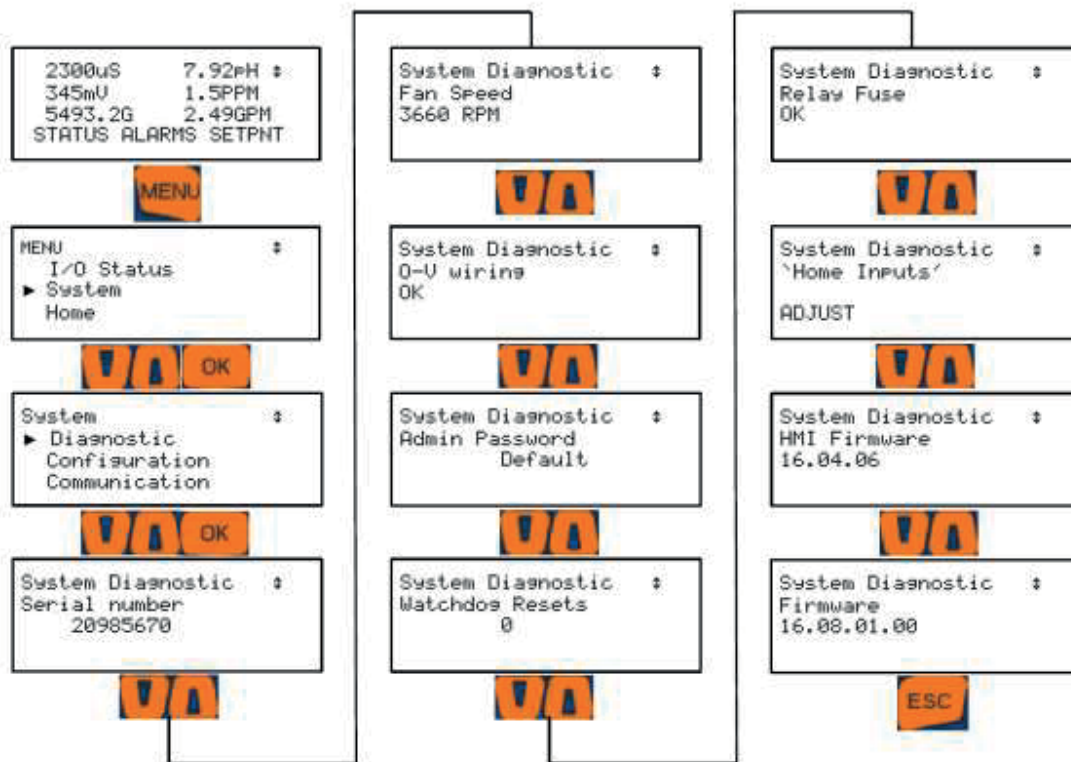 2300uS 7.92pH
345mV 1.5PPM
5493.2G 2.49GPM
STATUS ALARMS SETPNT
MENU
MENU
I/O Status
► System
Home
OK
System
► Diagnostic
Configuration
Communication
OK
System Diagnostic
Serial number
20985670
System Diagnostic
Fan Speed
3660 RPM
System Diagnostic
O-V wiring
OK
System Diagnostic
Admin Password
Default
System Diagnostic
Watchdog Resets
0
System Diagnostic
Relay Fuse
OK
System Diagnostic
`Home Inputs´
ADJUST
System Diagnostic
HMI Firmware
16.04.06
System Diagnostic
Firmware
16.08.01.00
ESC